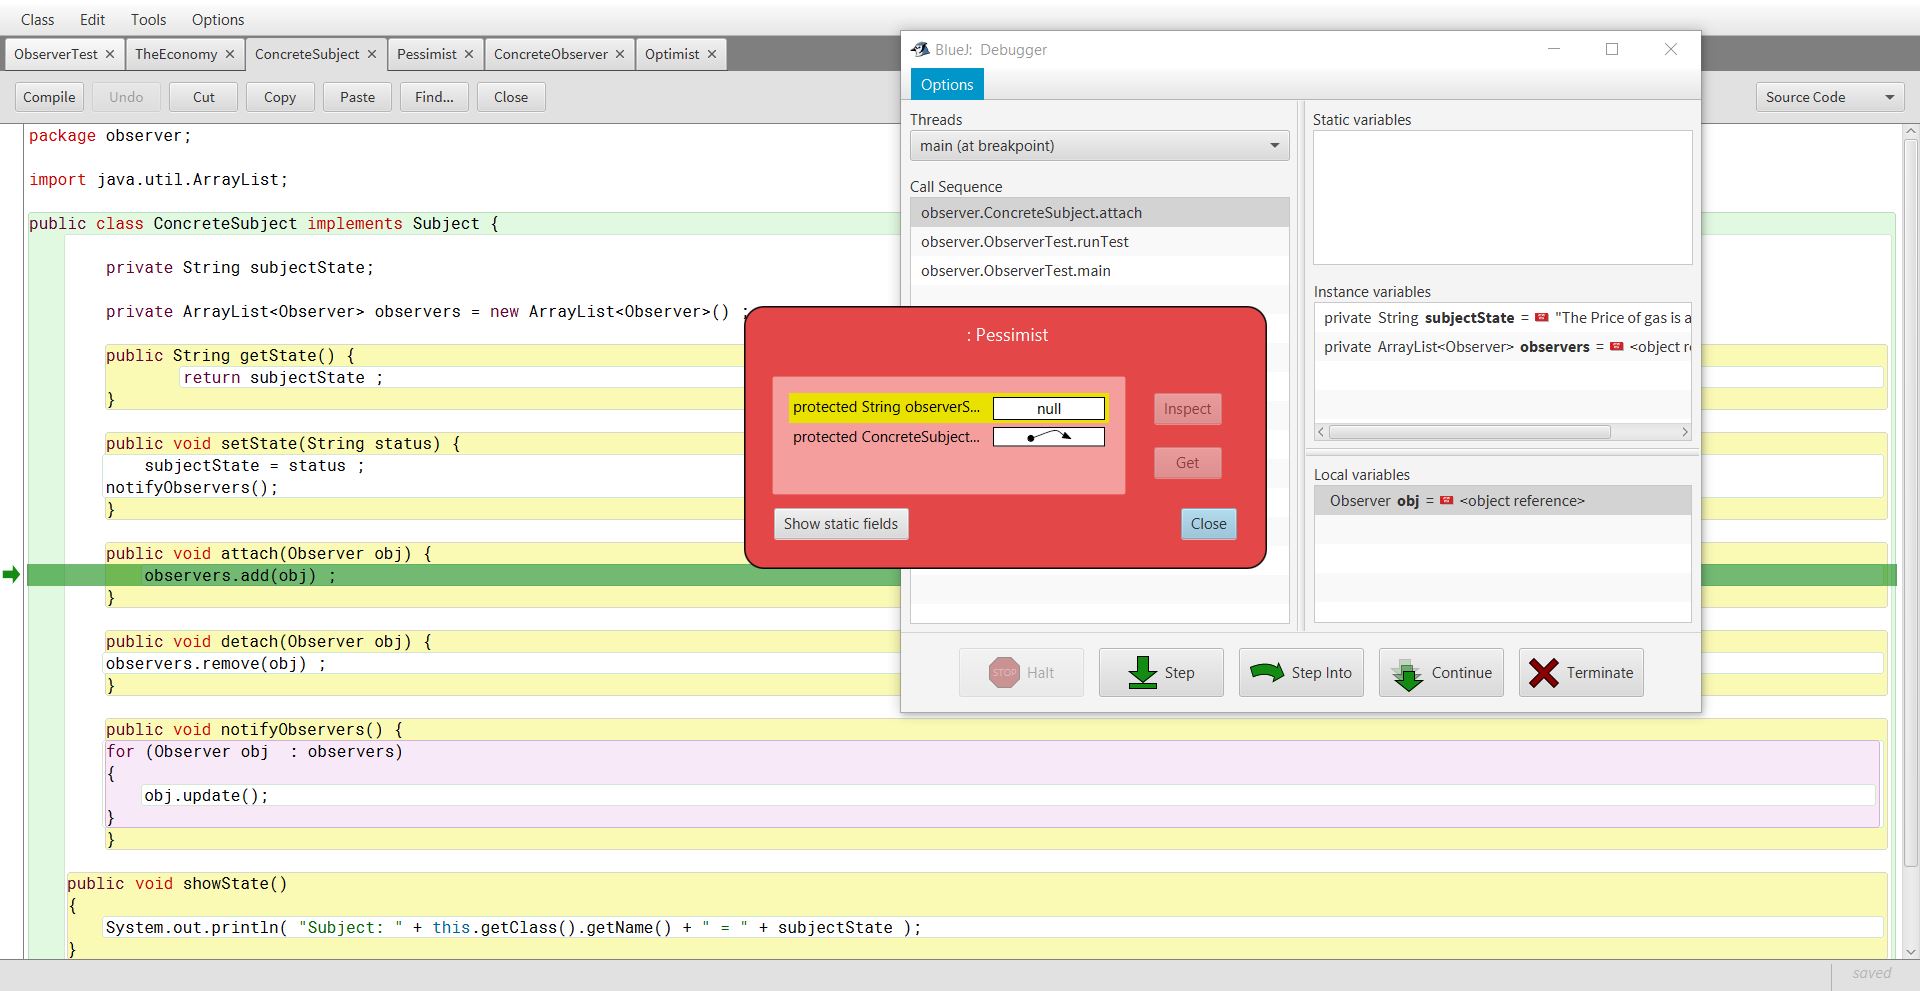 Class Edit Tools Options
ObserverTest TheEconomy ConcreteSubject Pessimist ConcreteObserver Optimist
Compile Undo Cut Copy Paste Find... Close Source Code
package observer;
import java.util.ArrayList;
public class ConcreteSubject implements Subject {
private String subjectState;
private ArrayList<Observer> observers = new ArrayList<Observer>() ;
public String getState() {
return subjectState ;
}
public void setState(String status) {
subjectState = status ;
notifyObservers();
}
public void attach(Observer obj) {
observers.add(obj) ;
}
public void detach(Observer obj) {
observers.remove(obj) ;
}
public void notifyObservers() {
for (Observer obj : observers)
{
obj.update();
}
}
public void showState()
{
System.out.println( "Subject: " + this.getClass().getName() + " = " + subjectState );
}
saved
BlueJ: Debugger
Options
Threads
main (at breakpoint)
Call Sequence
observer.ConcreteSubject.attach
observer.ObserverTest.runTest
observer.ObserverTest.main
Static variables
Instance variables
private String subjectState = "The Price of gas is a
private ArrayList<Observer> observers = <object r
Local variables
Observer obj = <object reference>
STOP Halt Step Step Into Continue Terminate
: Pessimist
protected String observerS... null
protected ConcreteSubject...
Inspect
Get
Show static fields Close